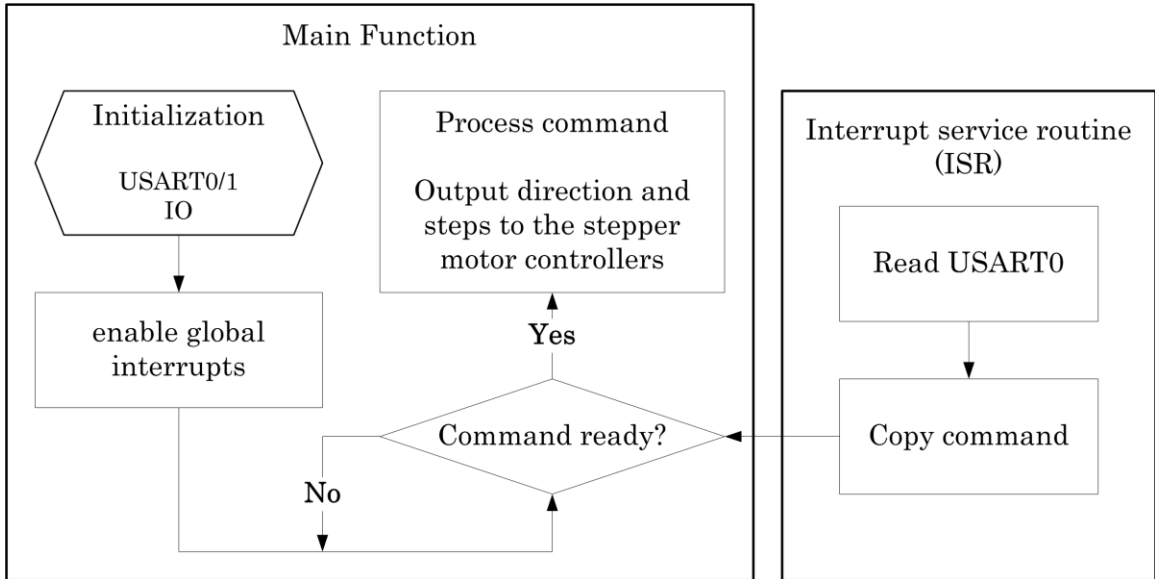 Main Function
Initialization
USART0/1
IO
enable global
interrupts
Process command
Output direction and
steps to the stepper
motor controllers
Yes
Command ready?
No
Interrupt service routine
(ISR)
Read USART0
Copy command